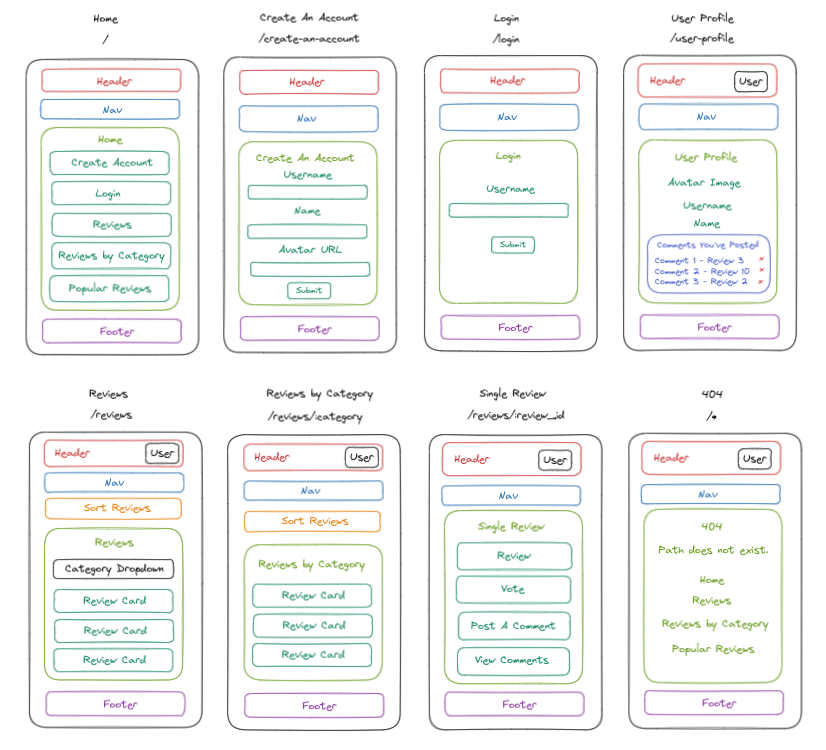 Home
/
Header
Nav
Home
Create Account
Login
Reviews
Reviews by Category
Popular Reviews
Footer
Create An Account
/create-an-account
Header
Nav
Create An Account
Username
Name
Avatar URL
Submit
Footer
Login
/login
Header
Nav
Login
Username
Submit
Footer
User Profile
/user-profile
Header User
Nav
User Profile
Avatar Image
Username
Name
Comments You've Posted
Comment 1 - Review 3 x
Comment 2 - Review 10 x
Comment 3 - Review 2 x
Footer
Reviews
/reviews
Header User
Nav
Sort Reviews
Reviews
Category Dropdown
Review Card
Review Card
Review Card
Footer
Reviews by Category
/reviews/:category
Header User
Nav
Sort Reviews
Reviews by Category
Review Card
Review Card
Review Card
Footer
Single Review
/reviews/:review_id
Header User
Nav
Single Review
Review
Vote
Post A Comment
View Comments
Footer
404
/*
Header User
Nav
404
Path does not exist.
Home
Reviews
Reviews by Category
Popular Reviews
Footer